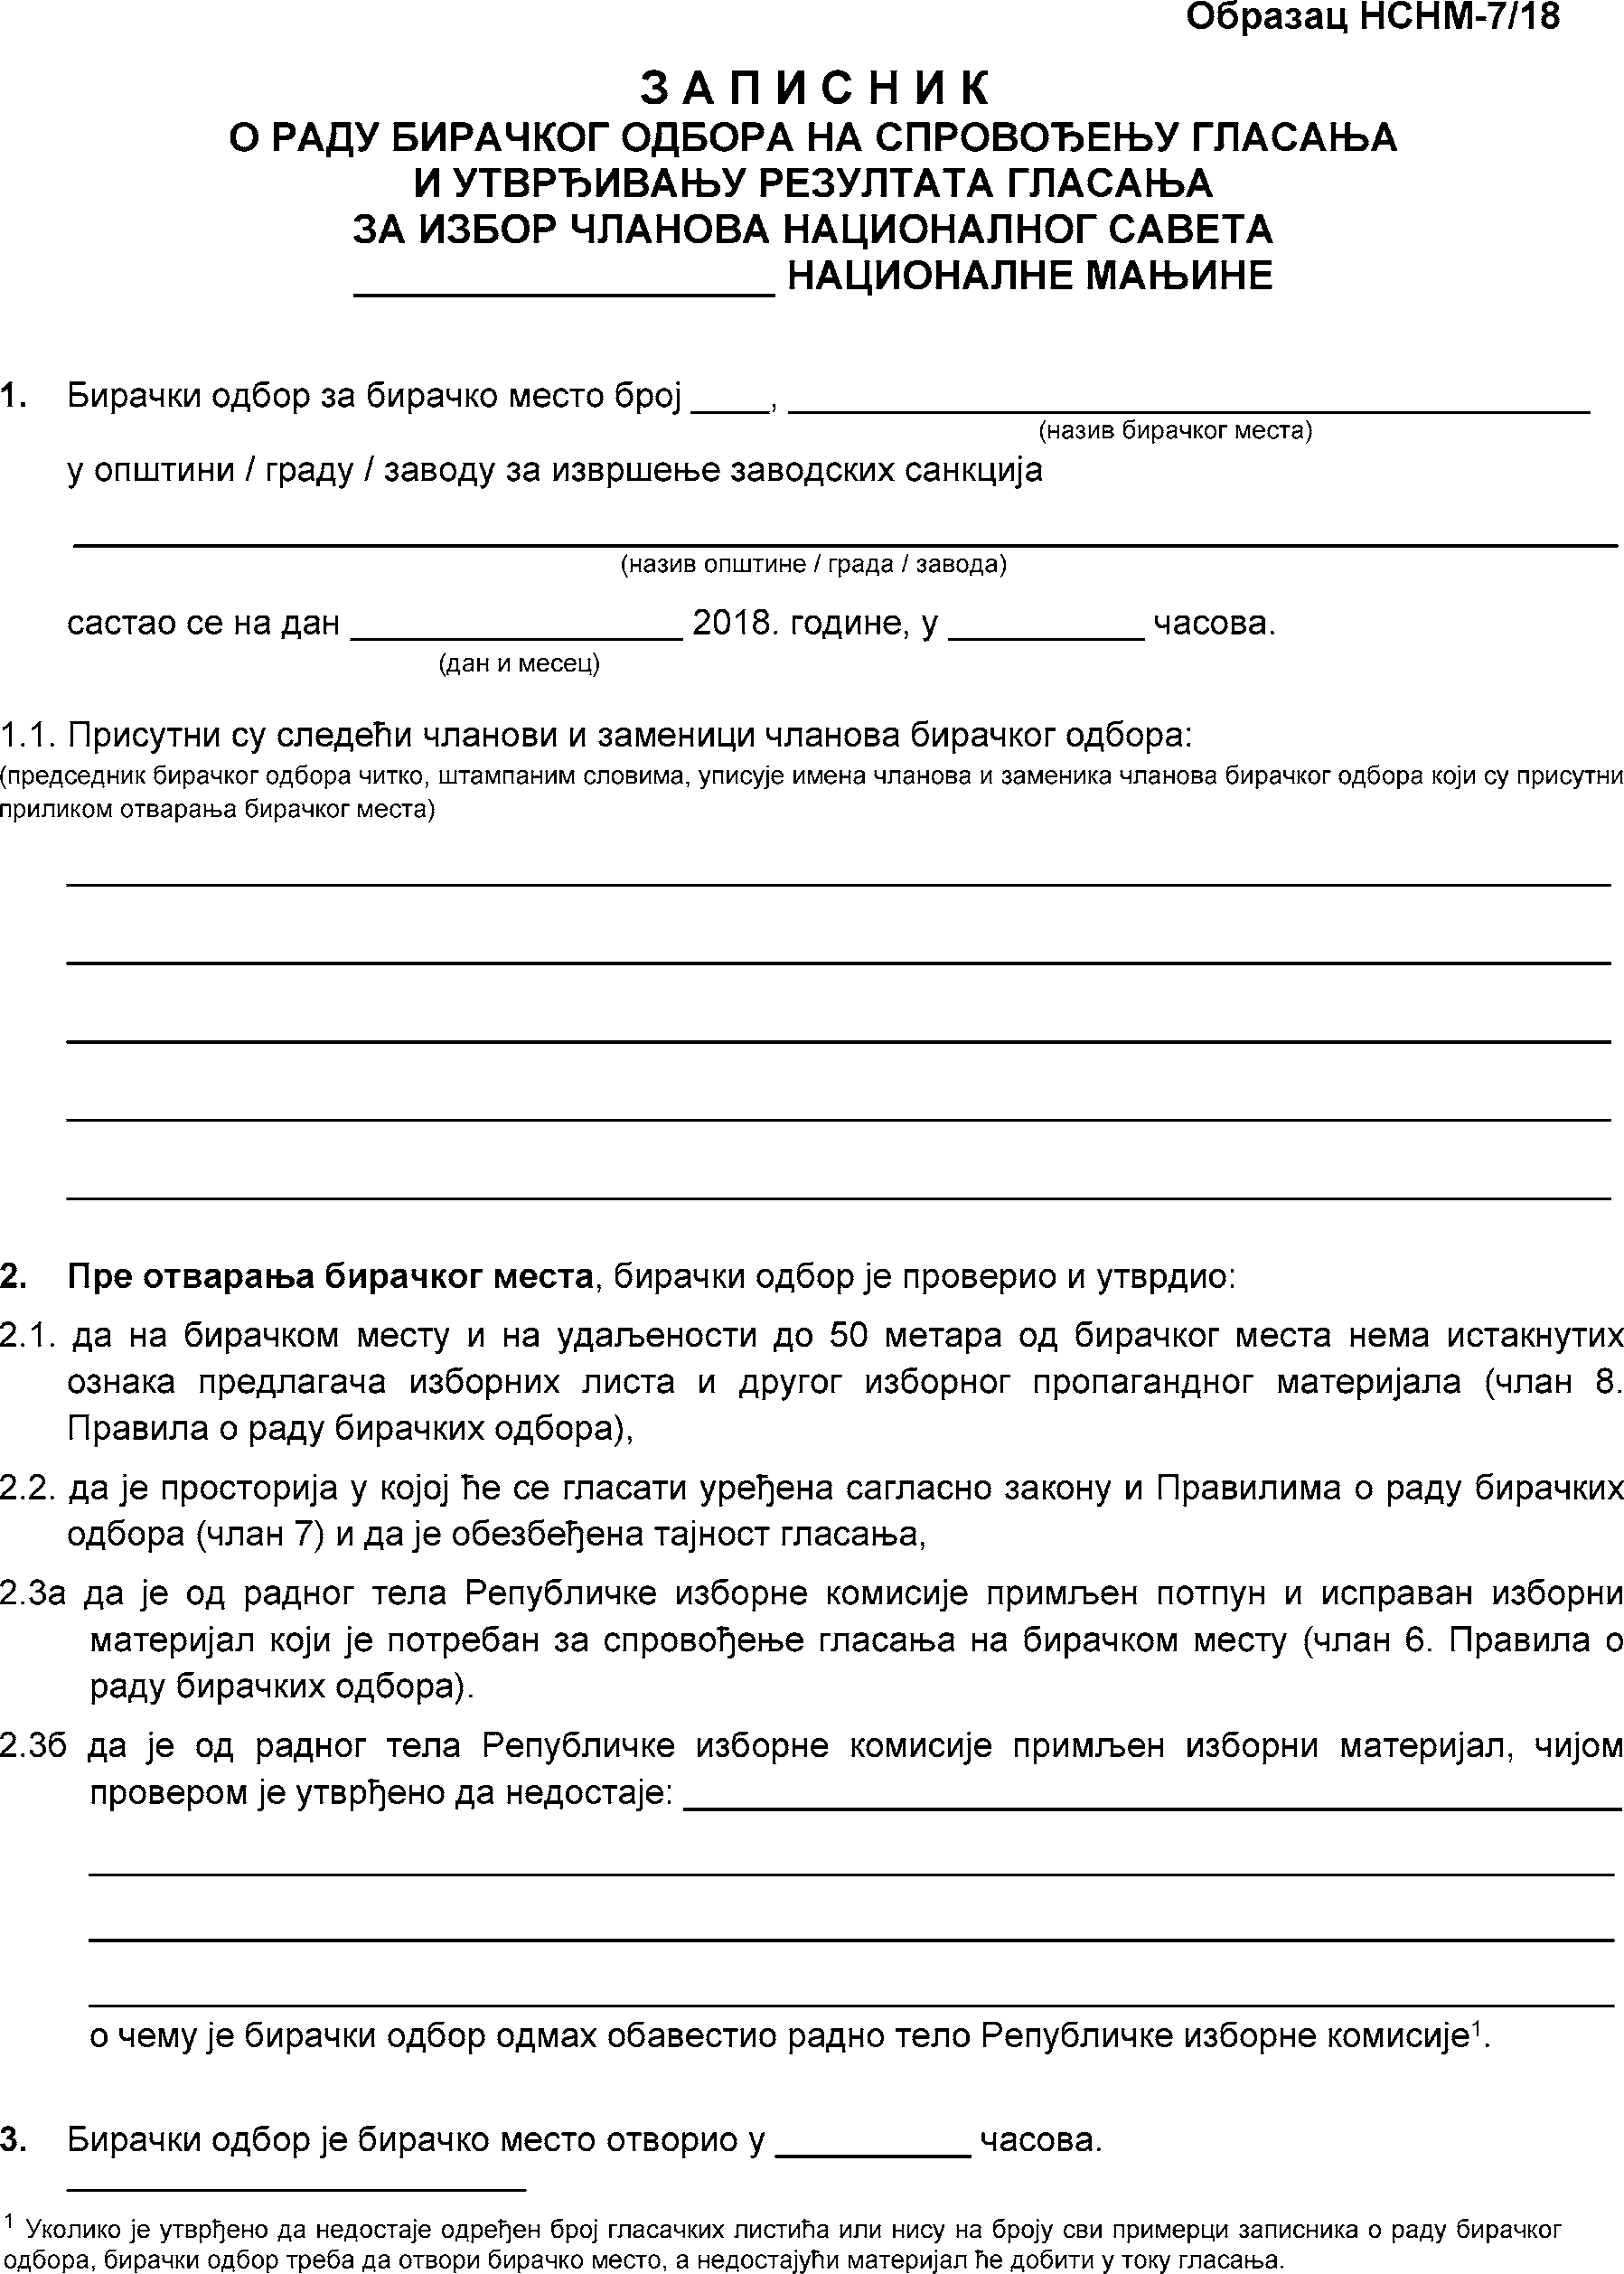 Образац НСНМ-7/18
З А П И С Н И К
О РАДУ БИРАЧКОГ ОДБОРА НА СПРОВОЂЕЊУ ГЛАСАЊА
И УТВРЂИВАЊУ РЕЗУЛТАТА ГЛАСАЊА
ЗА ИЗБОР ЧЛАНОВА НАЦИОНАЛНОГ САВЕТА
___________________ НАЦИОНАЛНЕ МАЊИНЕ
1. Бирачки одбор за бирачко место број ____, ________________________________________
(назив бирачког места)
у општини / граду / заводу за извршење заводских санкција
(назив општине / града / завода)
састао се на дан _________________ 2018. године, у __________ часова.
(дан и месец)
1.1. Присутни су следећи чланови и заменици чланова бирачког одбора:
(председник бирачког одбора читко, штампаним словима, уписује имена чланова и заменика чланова бирачког одбора који су присутни
приликом отварања бирачког места)
2. Пре отварања бирачког места, бирачки одбор је проверио и утврдио:
2.1. да на бирачком месту и на удаљености до 50 метара од бирачког места нема истакнутих
ознака предлагача изборних листа и другог изборног пропагандног материјала (члан 8.
Правила о раду бирачких одбора),
2.2. да је просторија у којој ће се гласати уређена сагласно закону и Правилима о раду бирачких
одбора (члан 7) и да је обезбеђена тајност гласања,
2.3а да је од радног тела Републичке изборне комисије примљен потпун и исправан изборни
материјал који је потребан за спровођење гласања на бирачком месту (члан 6. Правила о
раду бирачких одбора).
2.3б да је од радног тела Републичке изборне комисије примљен изборни материјал, чијом
провером је утврђено да недостаје: ________________________________________
о чему је бирачки одбор одмах обавестио радно тело Републичке изборне комисије¹.
3. Бирачки одбор је бирачко место отворио у __________ часова.
¹ Уколико је утврђено да недостаје одређен број гласачких листића или нису на броју сви примерци записника о раду бирачког
одбора, бирачки одбор треба да отвори бирачко место, а недостајући материјал ће добити у току гласања.